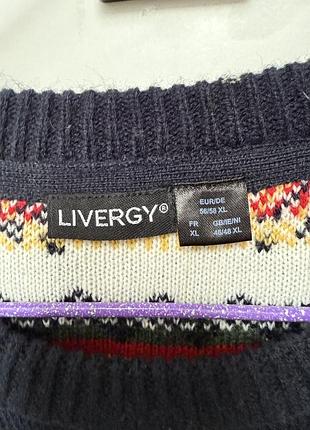 LIVERGY®
EUR/DE
56/58 XL
FR
XL
GB/IE/NI
46/48 XL